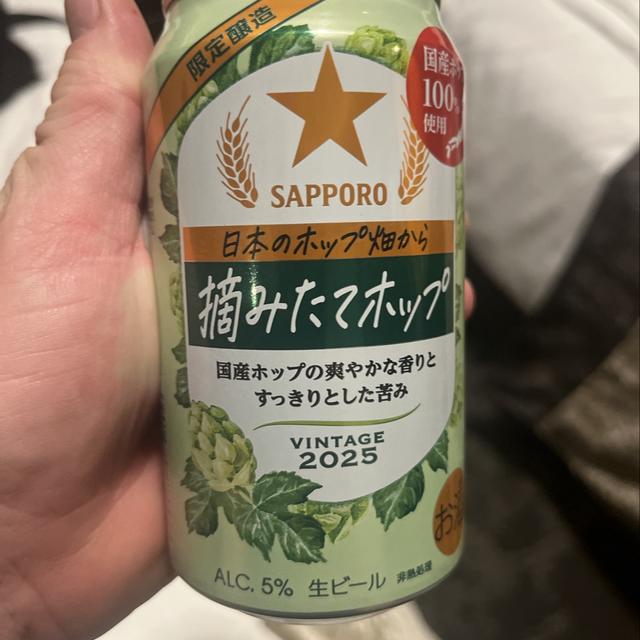 限定醸造
国産ホップ
100%
使用
SAPPORO
日本のホップ畑から
摘みたてホップ
国産ホップの爽やかな香りと
すっきりとした苦み
VINTAGE
2025
お酒
ALC. 5% 生ビール 非熱処理